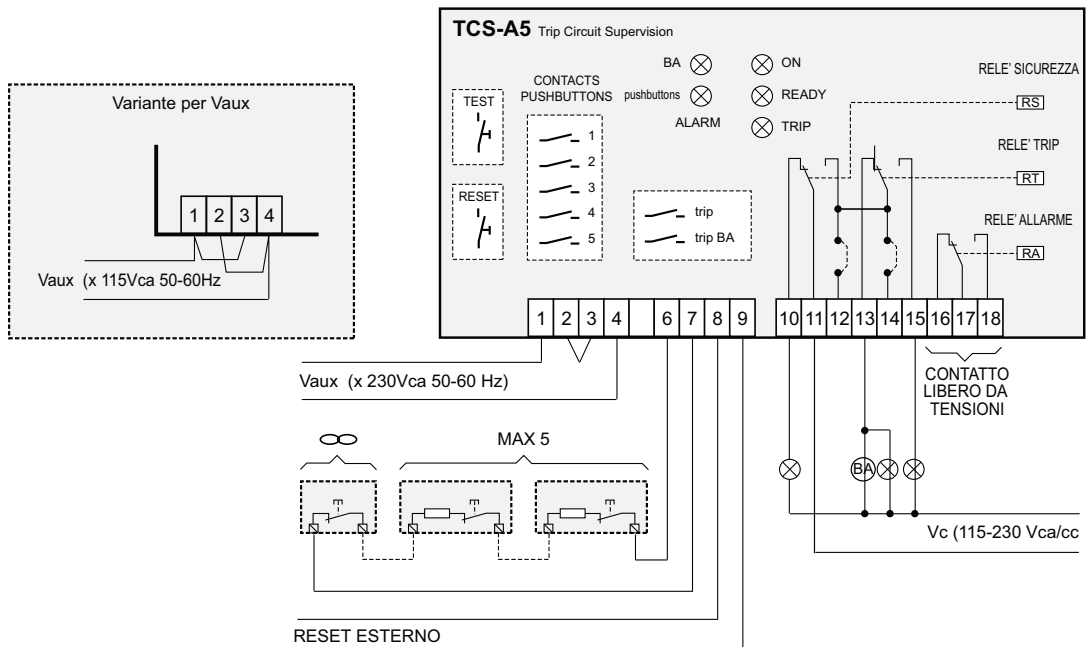 TCS-A5 Trip Circuit Supervision
BA
ON
RELE' SICUREZZA
CONTACTS
PUSHBUTTONS
pushbuttons
READY
ALARM
TRIP
RS
TEST
1
2
3
4
5
RELE' TRIP
RT
RESET
trip
trip BA
RELE' ALLARME
RA
1 2 3 4 6 7 8 9 10 11 12 13 14 15 16 17 18
Variante per Vaux
1 2 3 4
Vaux (x 115Vca 50-60Hz
Vaux (x 230Vca 50-60 Hz)
CONTATTO
LIBERO DA
TENSIONI
MAX 5
BA
Vc (115-230 Vca/cc
RESET ESTERNO